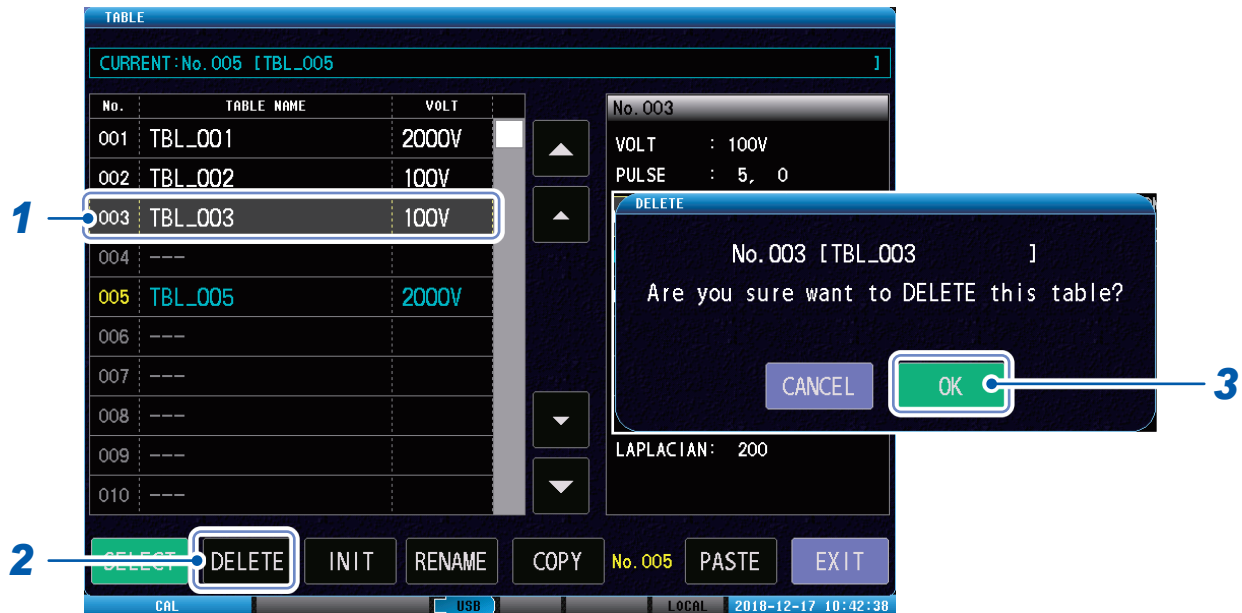 TABLE
CURRENT:No.005 [TBL_005 ]
No. TABLE NAME VOLT
001 TBL_001 2000V
002 TBL_002 100V
003 TBL_003 100V
004 ---
005 TBL_005 2000V
006 ---
007 ---
008 ---
009 ---
010 ---
No.003
VOLT : 100V
PULSE : 5, 0
DELETE
No.003 [TBL_003 ]
Are you sure want to DELETE this table?
CANCEL OK
LAPLACIAN: 200
1
2
3
SELECT DELETE INIT RENAME COPY No.005 PASTE EXIT
CAL USB LOCAL 2018-12-17 10:42:38